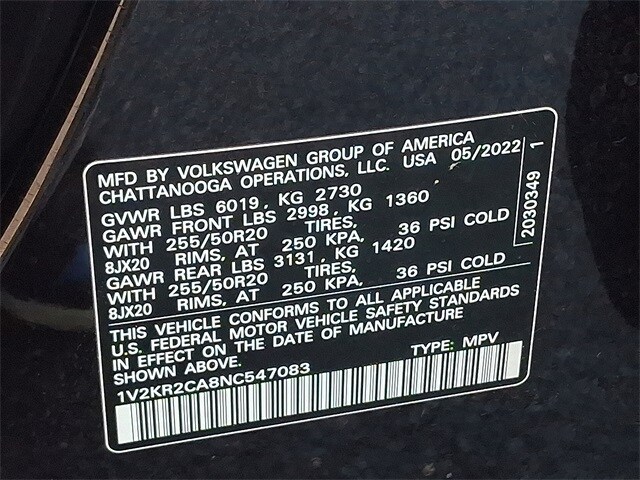 MFD BY VOLKSWAGEN GROUP OF AMERICA
CHATTANOOGA OPERATIONS, LLC. USA 05/2022
GVWR LBS 6019, KG 2730
GAWR FRONT LBS 2998, KG 1360
WITH 255/50R20 TIRES,
8JX20 RIMS, AT 250 KPA, 36 PSI COLD
GAWR REAR LBS 3131, KG 1420
WITH 255/50R20 TIRES,
8JX20 RIMS, AT 250 KPA, 36 PSI COLD
THIS VEHICLE CONFORMS TO ALL APPLICABLE
U.S. FEDERAL MOTOR VEHICLE SAFETY STANDARDS
IN EFFECT ON THE DATE OF MANUFACTURE
SHOWN ABOVE. TYPE: MPV
1V2KR2CA8NC547083
2030349 1